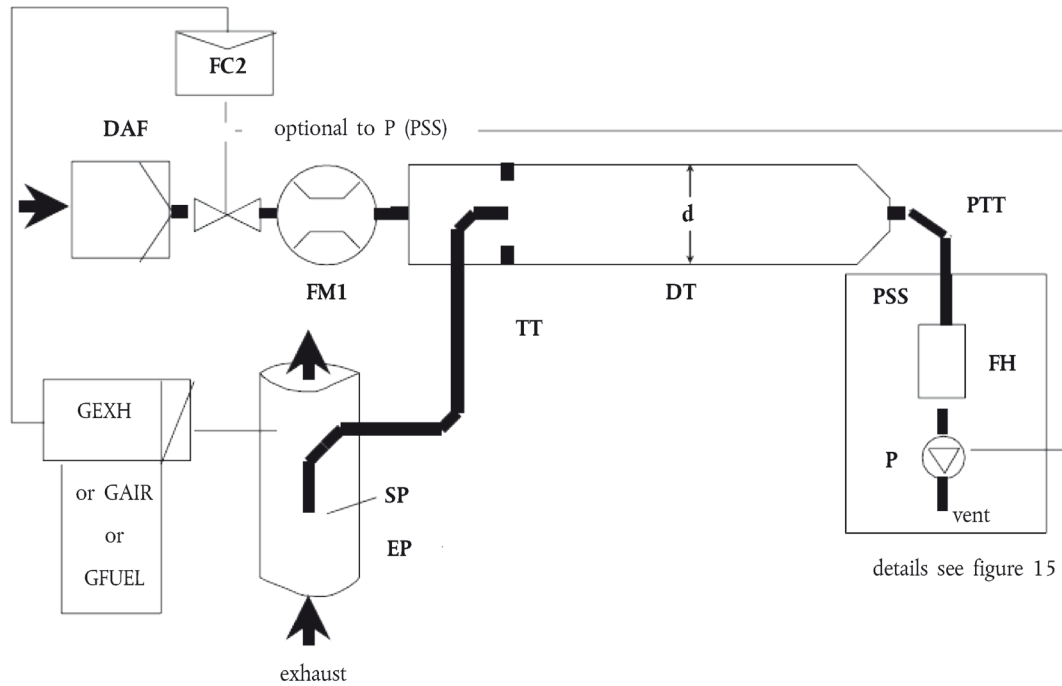 FC2
DAF
optional to P (PSS)
d
PTT
FM1
DT
PSS
TT
FH
GEXH
P
or GAIR
SP
vent
or
EP
GFUEL
details see figure 15
exhaust